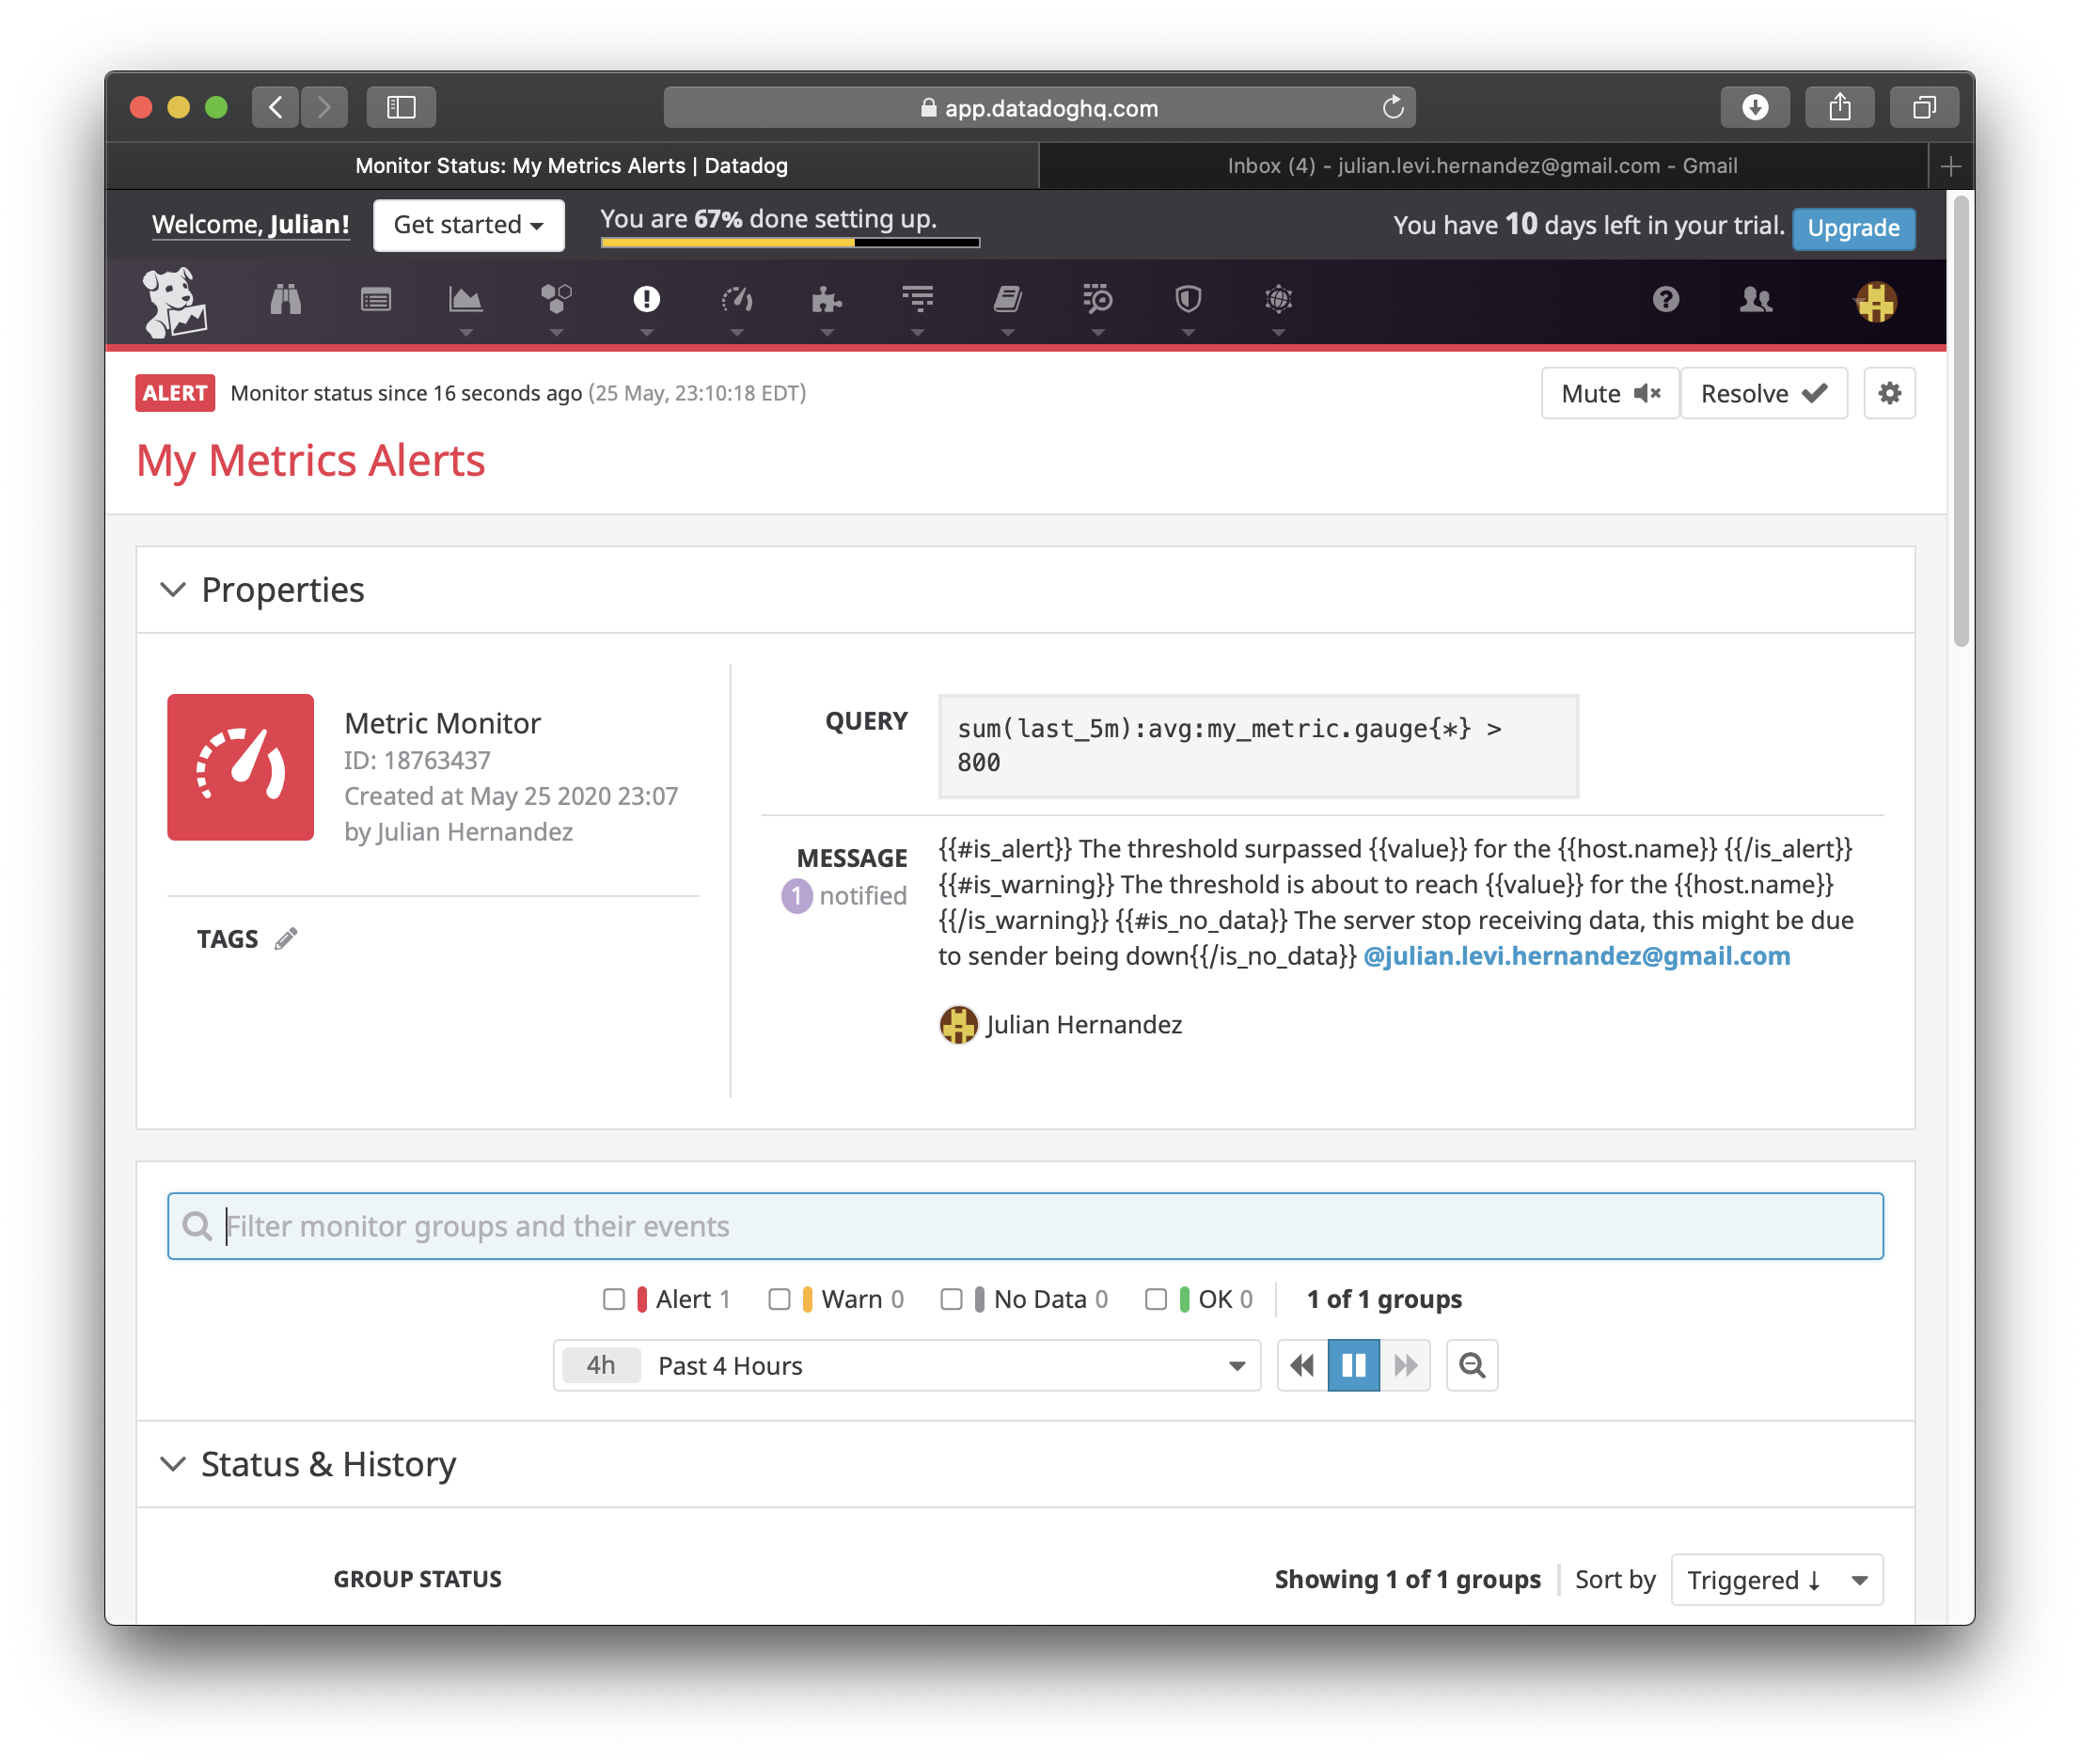 app.datadoghq.com
Monitor Status: My Metrics Alerts | Datadog
Inbox (4) - julian.levi.hernandez@gmail.com - Gmail
Welcome, Julian!
Get started
You are 67% done setting up.
You have 10 days left in your trial.
Upgrade
ALERT
Monitor status since 16 seconds ago (25 May, 23:10:18 EDT)
Mute
Resolve
My Metrics Alerts
Properties
Metric Monitor
ID: 18763437
Created at May 25 2020 23:07
by Julian Hernandez
TAGS
QUERY
sum(last_5m):avg:my_metric.gauge{*} >
800
MESSAGE
1 notified
{{#is_alert}} The threshold surpassed {{value}} for the {{host.name}} {{/is_alert}}
{{#is_warning}} The threshold is about to reach {{value}} for the {{host.name}}
{{/is_warning}} {{#is_no_data}} The server stop receiving data, this might be due
to sender being down{{/is_no_data}} @julian.levi.hernandez@gmail.com
Julian Hernandez
Filter monitor groups and their events
Alert 1
Warn 0
No Data 0
OK 0
1 of 1 groups
4h
Past 4 Hours
Status & History
GROUP STATUS
Showing 1 of 1 groups
Sort by
Triggered ↓